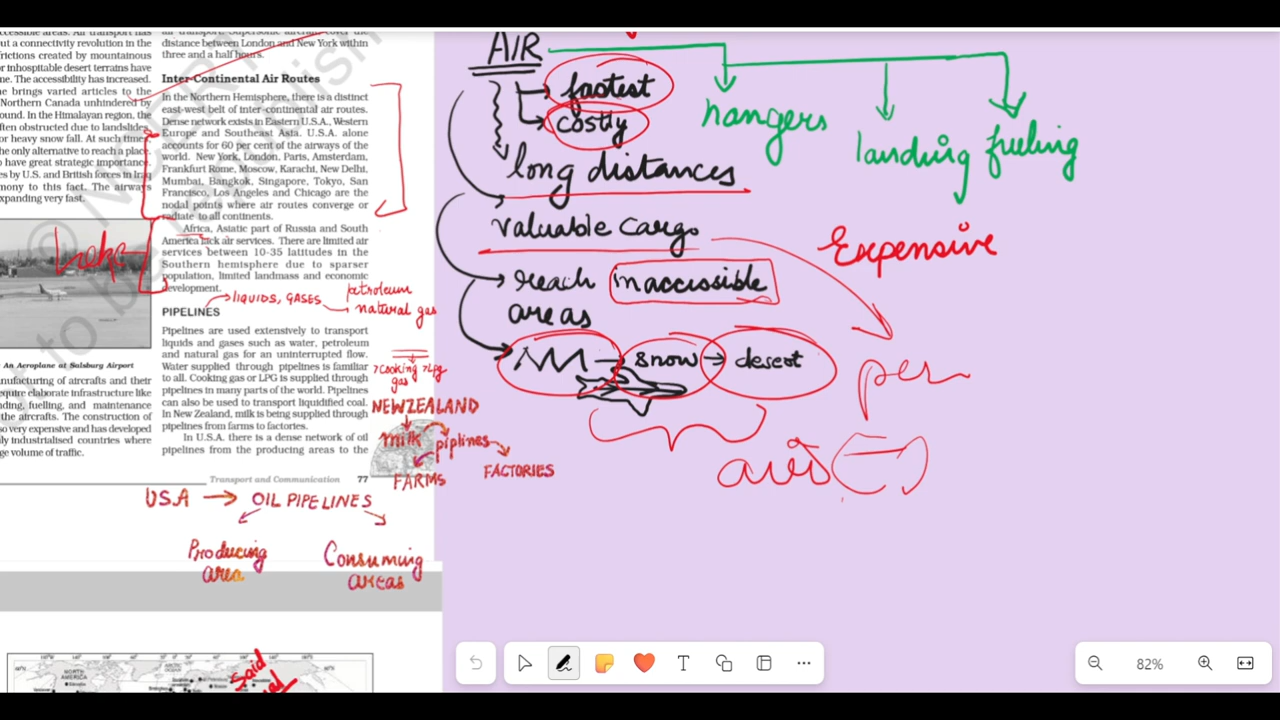 ccessible areas. Air transport has
out a connectivity revolution in the
frictions created by mountainous
or inhospitable desert terrains have
me. The accessibility has increased.
ne brings varied articles to the
Northern Canada unhindered by
ound. In the Himalayan region, the
ften obstructed due to landslides,
or heavy snow fall. At such times,
he only alternative to reach a place.
o have great strategic importance.
es by U.S. and British forces in Iraq
mony to this fact. The airways
xpanding very fast.
An Aeroplane at Salsburg Airport
anufacturing of aircrafts and their
equire elaborate infrastructure like
nding, fuelling, and maintenance
the aircrafts. The construction of
so very expensive and has developed
ly industrialised countries where
ge volume of traffic.
air transport. Supersonic aircraft cover the
distance between London and New York within
three and a half hours.
Inter-Continental Air Routes
In the Northern Hemisphere, there is a distinct
east-west belt of inter-continental air routes.
Dense network exists in Eastern U.S.A., Western
Europe and Southeast Asia. U.S.A. alone
accounts for 60 per cent of the airways of the
world. New York, London, Paris, Amsterdam,
Frankfurt Rome, Moscow, Karachi, New Delhi,
Mumbai, Bangkok, Singapore, Tokyo, San
Francisco, Los Angeles and Chicago are the
nodal points where air routes converge or
radiate to all continents.
Africa, Asiatic part of Russia and South
America lack air services. There are limited air
services between 10-35 latitudes in the
Southern hemisphere due to sparser
population, limited landmass and economic
development.
LIQUIDS, GASES
petroleum
natural gas
PIPELINES
Pipelines are used extensively to transport
liquids and gases such as water, petroleum
and natural gas for an uninterrupted flow.
Water supplied through pipelines is familiar
to all. Cooking gas or LPG is supplied through
pipelines in many parts of the world. Pipelines
can also be used to transport liquidified coal.
In New Zealand, milk is being supplied through
pipelines from farms to factories.
In U.S.A. there is a dense network of oil
pipelines from the producing areas to the
Transport and Communication 77
Cooking gas LPG
NEWZEALAND
milk piplines
FARMS FACTORIES
USA → OIL PIPELINES
Producing area
Consuming areas
NORTH
AMERICA
AIR
fastest
costly
long distances
hangers
landing
fueling
valuable cargo
Expensive
reach inaccissible
areas
snow → desert
per
82%